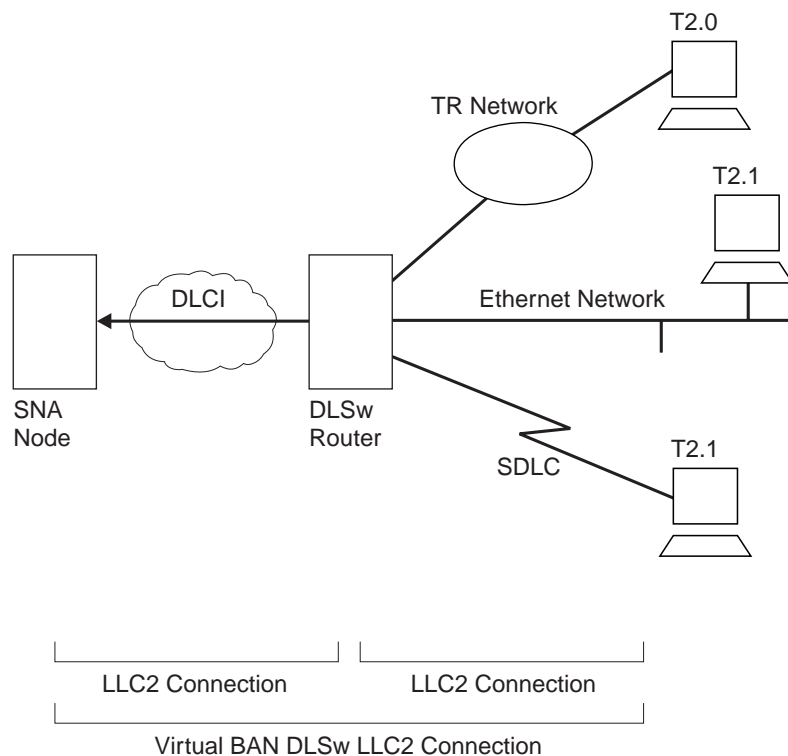 T2.0
TR Network
T2.1
DLCI
Ethernet Network
SNA
Node
DLSw
Router
SDLC
T2.1
LLC2 Connection
LLC2 Connection
Virtual BAN DLSw LLC2 Connection